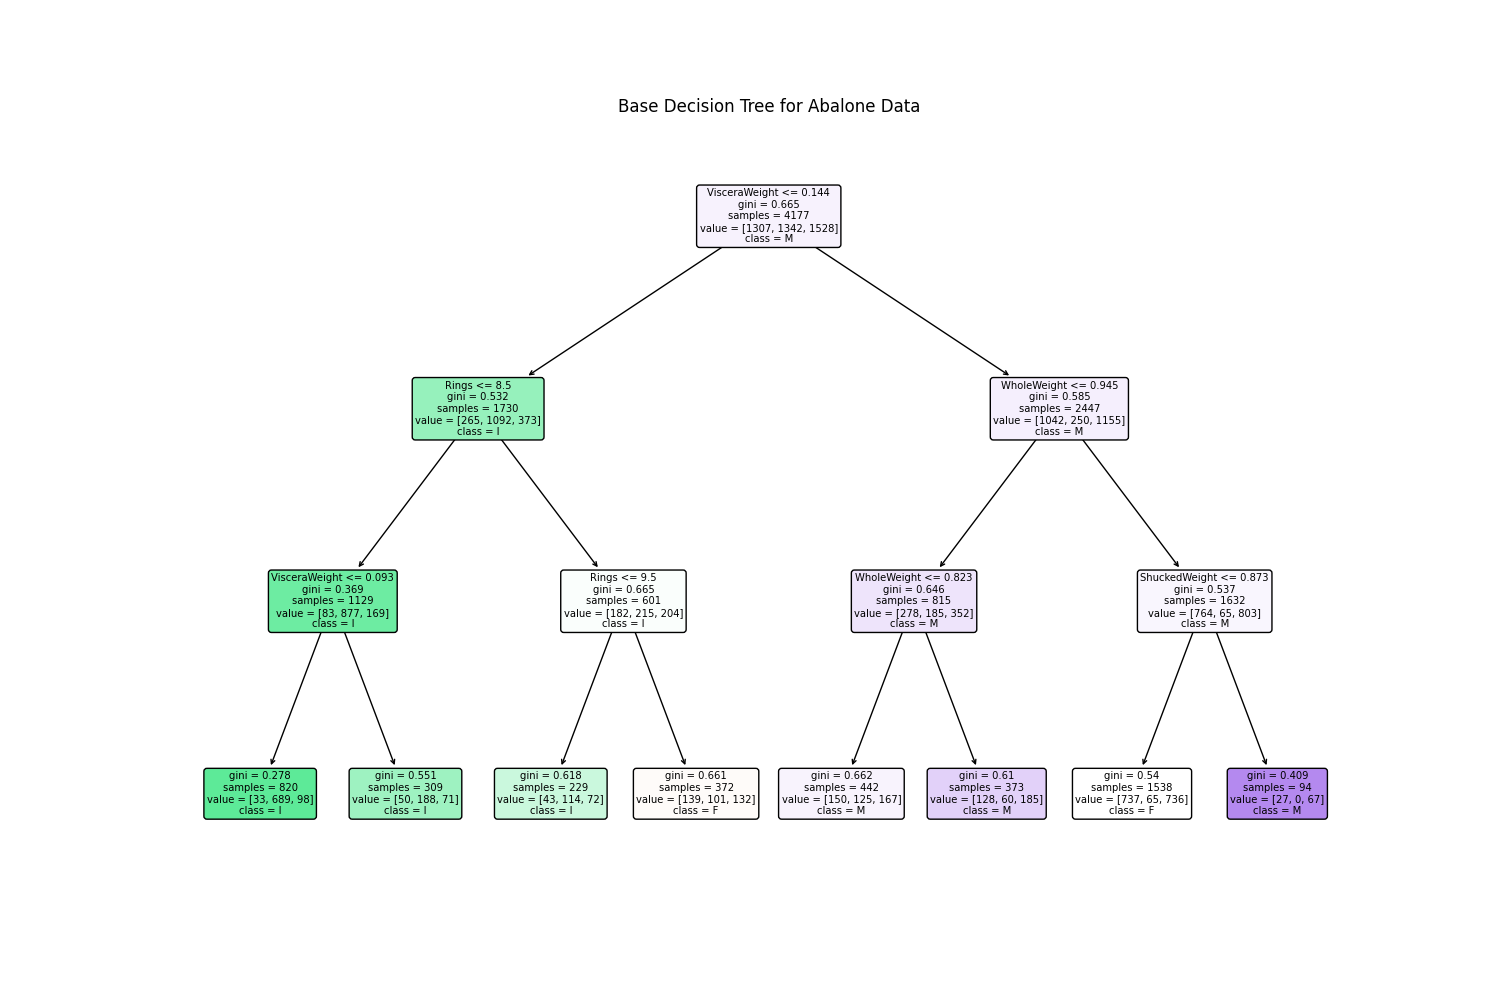 Base Decision Tree for Abalone Data
VisceraWeight <= 0.144
gini = 0.665
samples = 4177
value = [1307, 1342, 1528]
class = M
Rings <= 8.5
gini = 0.532
samples = 1730
value = [265, 1092, 373]
class = I
WholeWeight <= 0.945
gini = 0.585
samples = 2447
value = [1042, 250, 1155]
class = M
VisceraWeight <= 0.093
gini = 0.369
samples = 1129
value = [83, 877, 169]
class = I
Rings <= 9.5
gini = 0.665
samples = 601
value = [182, 215, 204]
class = I
WholeWeight <= 0.823
gini = 0.646
samples = 815
value = [278, 185, 352]
class = M
ShuckedWeight <= 0.873
gini = 0.537
samples = 1632
value = [764, 65, 803]
class = M
gini = 0.278
samples = 820
value = [33, 689, 98]
class = I
gini = 0.551
samples = 309
value = [50, 188, 71]
class = I
gini = 0.618
samples = 229
value = [43, 114, 72]
class = I
gini = 0.661
samples = 372
value = [139, 101, 132]
class = F
gini = 0.662
samples = 442
value = [150, 125, 167]
class = M
gini = 0.61
samples = 373
value = [128, 60, 185]
class = M
gini = 0.54
samples = 1538
value = [737, 65, 736]
class = F
gini = 0.409
samples = 94
value = [27, 0, 67]
class = M